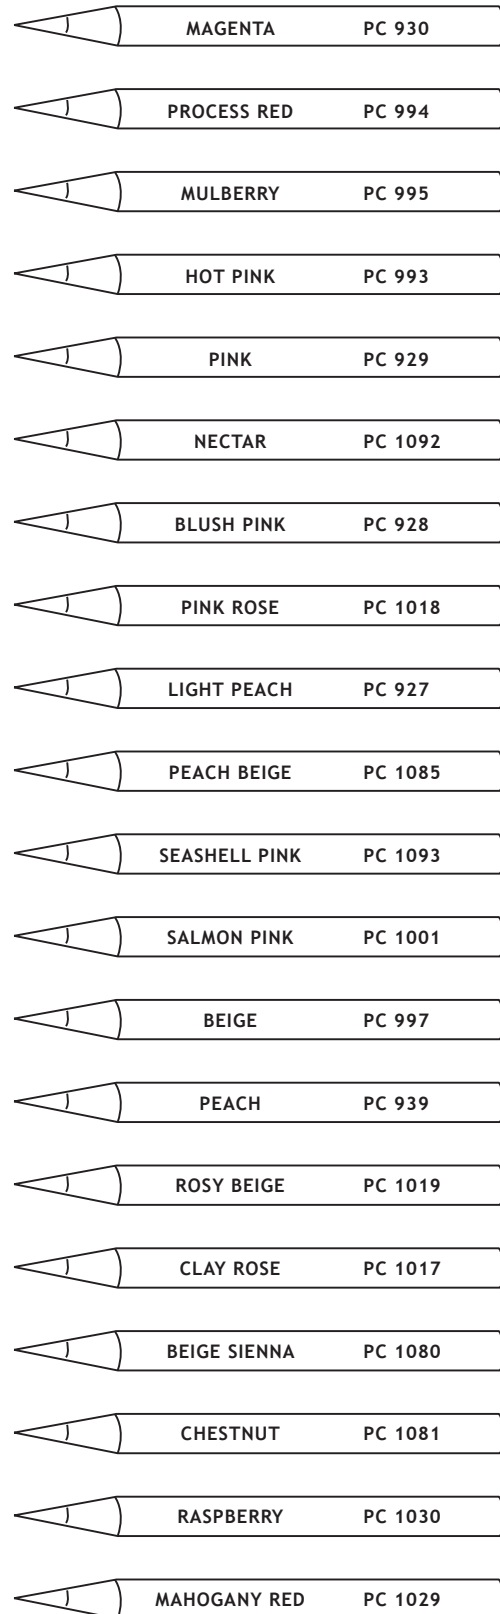 MAGENTA PC 930
PROCESS RED PC 994
MULBERRY PC 995
HOT PINK PC 993
PINK PC 929
NECTAR PC 1092
BLUSH PINK PC 928
PINK ROSE PC 1018
LIGHT PEACH PC 927
PEACH BEIGE PC 1085
SEASHELL PINK PC 1093
SALMON PINK PC 1001
BEIGE PC 997
PEACH PC 939
ROSY BEIGE PC 1019
CLAY ROSE PC 1017
BEIGE SIENNA PC 1080
CHESTNUT PC 1081
RASPBERRY PC 1030
MAHOGANY RED PC 1029